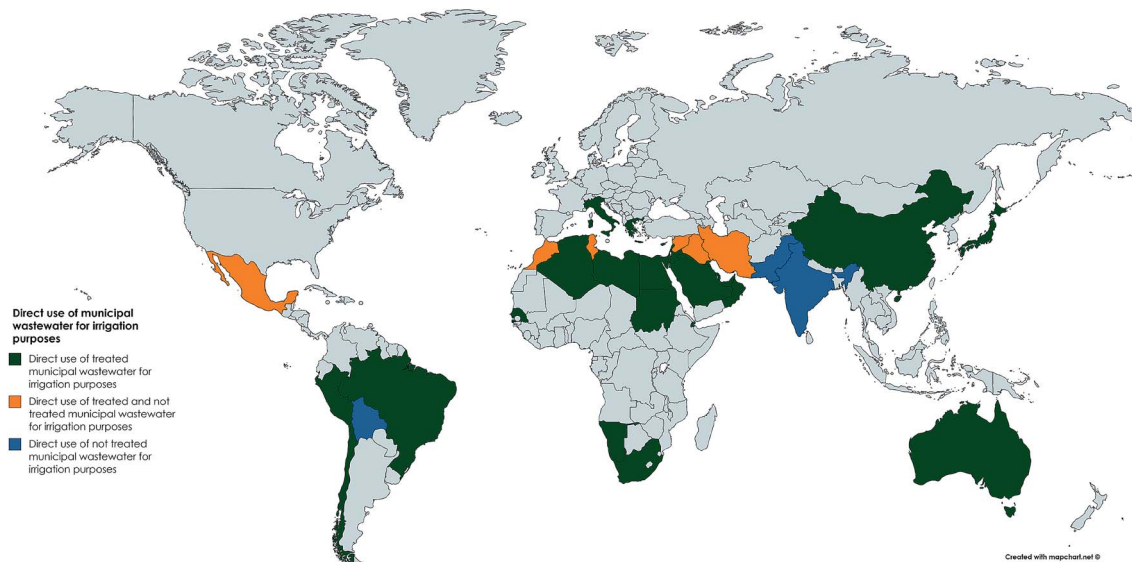 Direct use of municipal
wastewater for irrigation
purposes
Direct use of treated
municipal wastewater for
irrigation purposes
Direct use of treated and not
treated municipal wastewater
for irrigation purposes
Direct use of not treated
municipal wastewater for
irrigation purposes
Created with mapchart.net ©